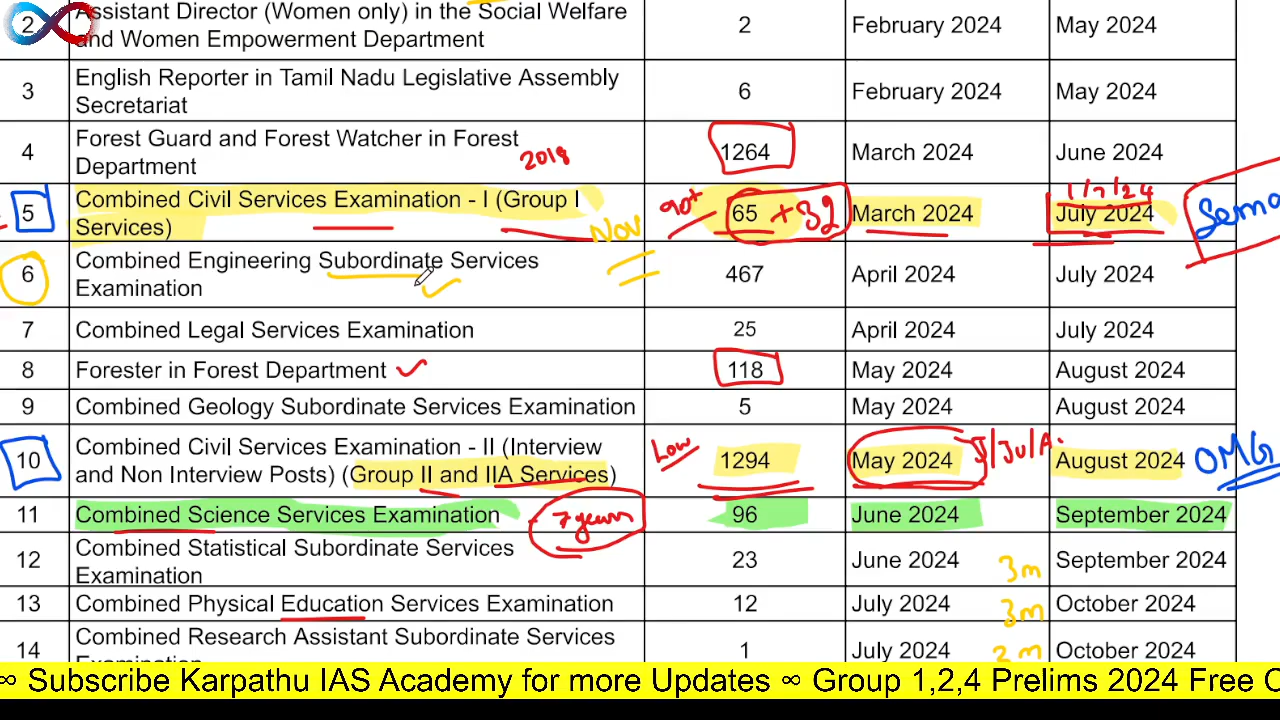 2 Assistant Director (Women only) in the Social Welfare and Women Empowerment Department 2 February 2024 May 2024
3 English Reporter in Tamil Nadu Legislative Assembly Secretariat 6 February 2024 May 2024
4 Forest Guard and Forest Watcher in Forest Department 2018 1264 March 2024 June 2024
5 Combined Civil Services Examination - I (Group I Services) Nov 90+ 65 + 32 March 2024 1/7/24 July 2024
6 Combined Engineering Subordinate Services Examination 467 April 2024 July 2024
7 Combined Legal Services Examination 25 April 2024 July 2024
8 Forester in Forest Department 118 May 2024 August 2024
9 Combined Geology Subordinate Services Examination 5 May 2024 August 2024
10 Combined Civil Services Examination - II (Interview and Non Interview Posts) (Group II and IIA Services) Low 1294 May 2024 J/Ju/A. August 2024 OMG
11 Combined Science Services Examination - 7 years 96 June 2024 September 2024
12 Combined Statistical Subordinate Services Examination 23 June 2024 3m September 2024
13 Combined Physical Education Services Examination 12 July 2024 3m October 2024
14 Combined Research Assistant Subordinate Services 1 July 2024 2m October 2024
∞ Subscribe Karpathu IAS Academy for more Updates ∞ Group 1,2,4 Prelims 2024 Free